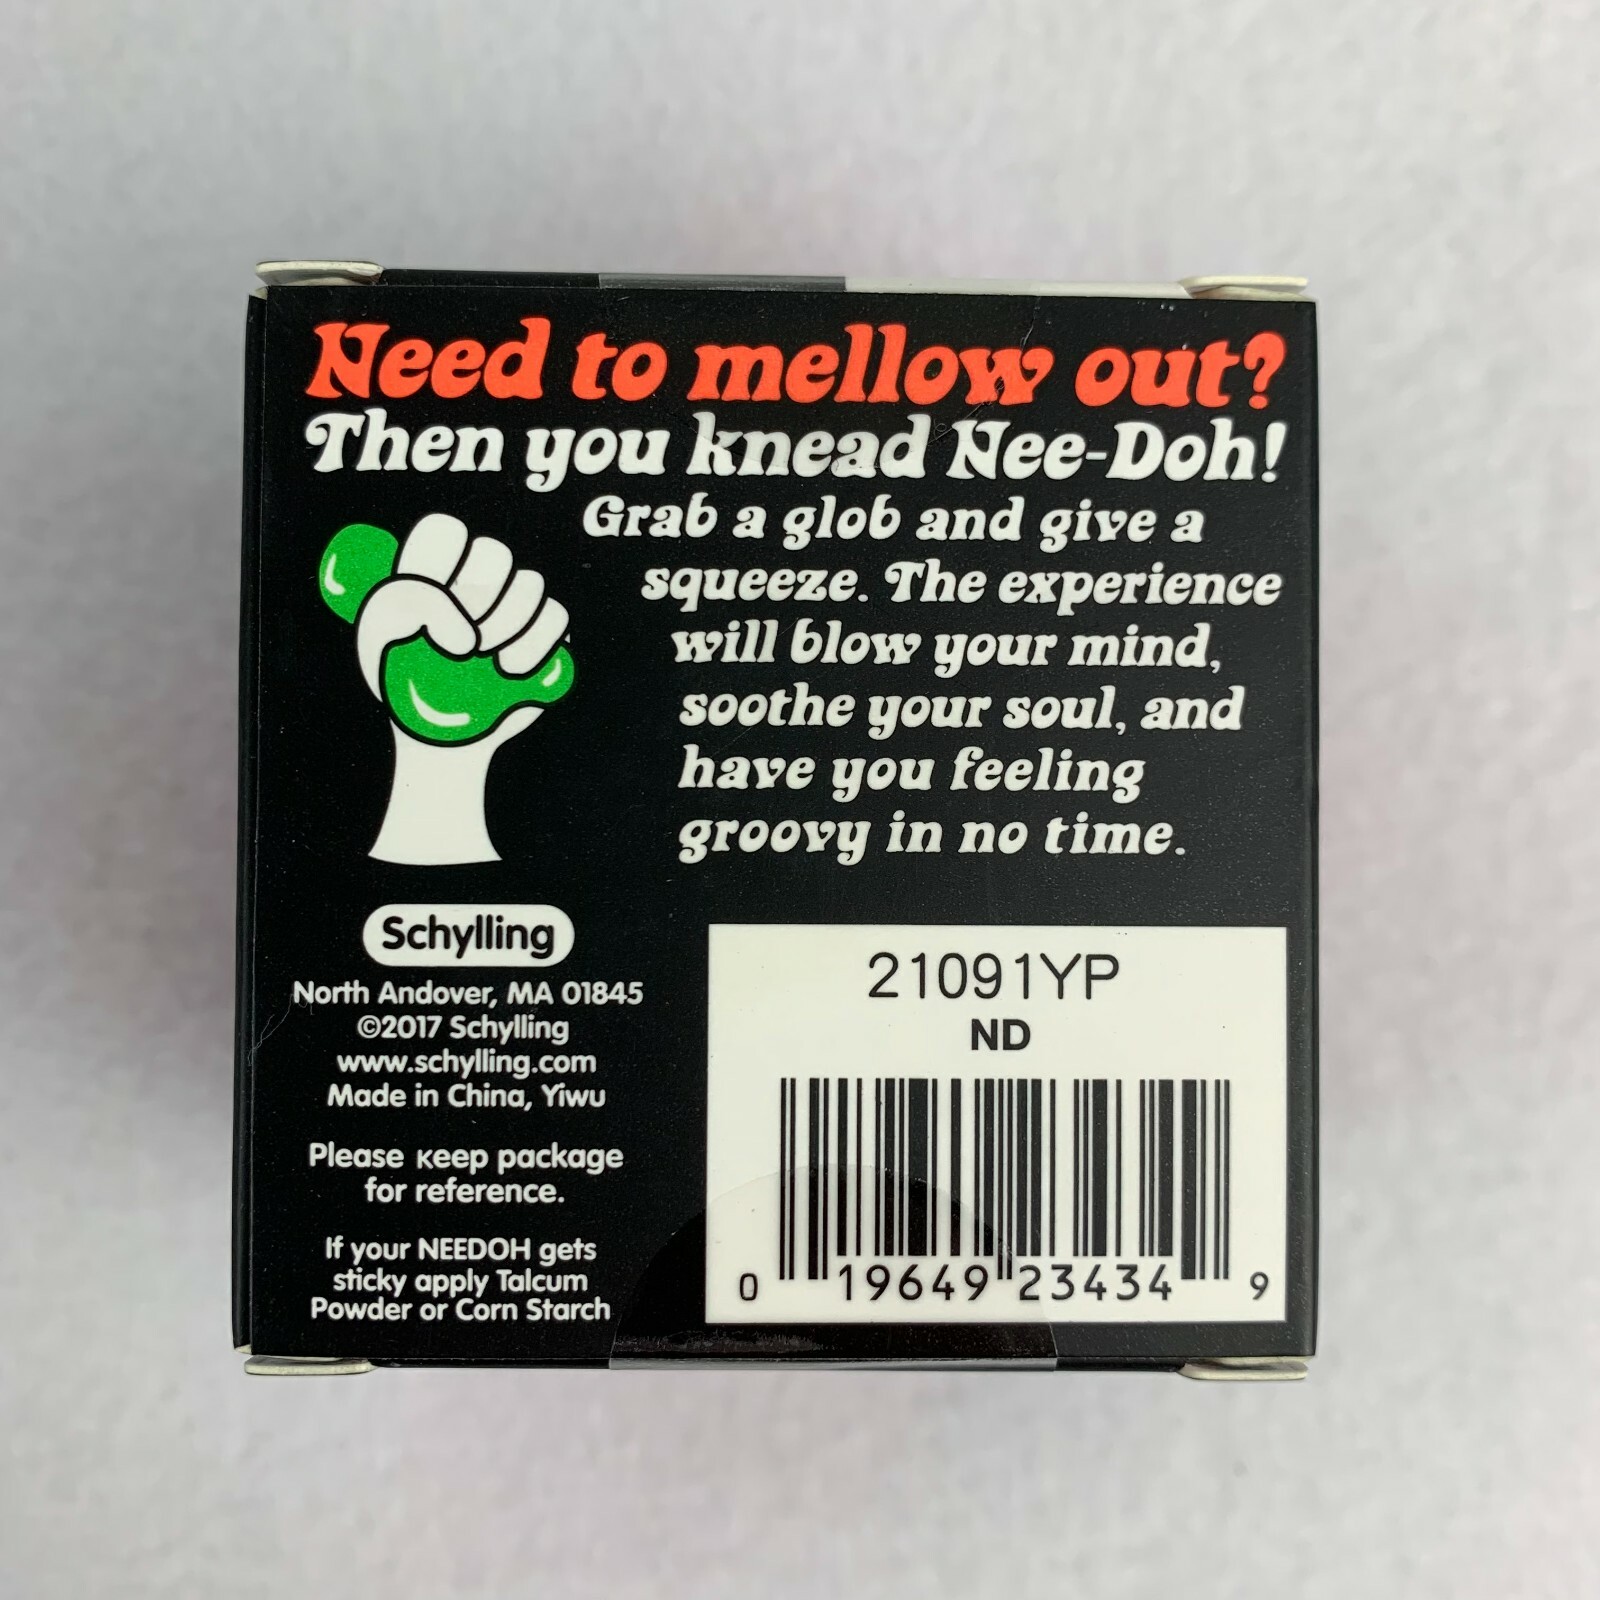 Need to mellow out?
Then you knead Nee-Doh!
Grab a glob and give a
squeeze. The experience
will blow your mind,
soothe your soul, and
have you feeling
groovy in no time.
Schylling
North Andover, MA 01845
©2017 Schylling
www.schylling.com
Made in China, Yiwu
Please keep package
for reference.
If your NEEDOH gets
sticky apply Talcum
Powder or Corn Starch
21091YP
ND
0 19649 23434 9